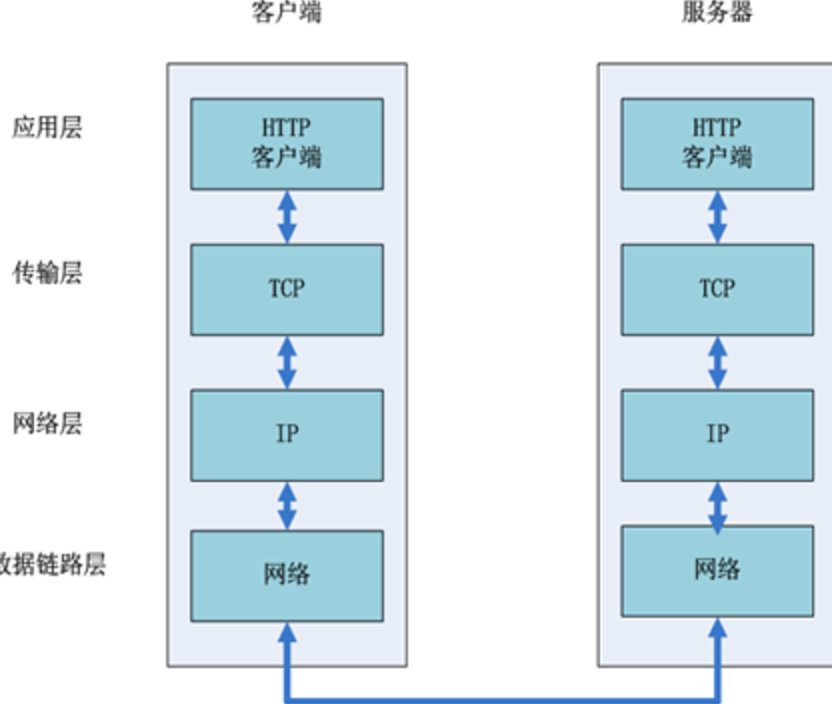 客户端 服务器
应用层
HTTP
客户端
HTTP
客户端
传输层 TCP TCP
网络层 IP IP
数据链路层 网络 网络